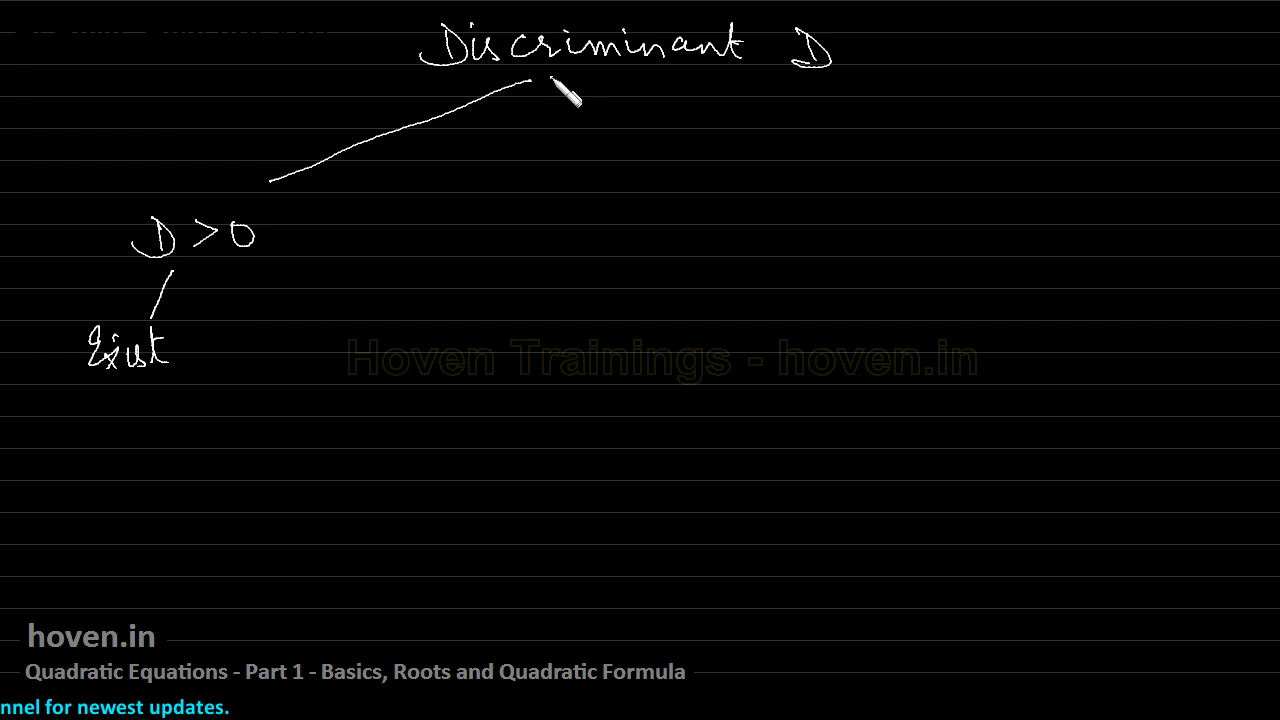 Discriminant D
D > 0
Exist
Hoven Trainings - hoven.in
hoven.in
Quadratic Equations - Part 1 - Basics, Roots and Quadratic Formula
nnel for newest updates.